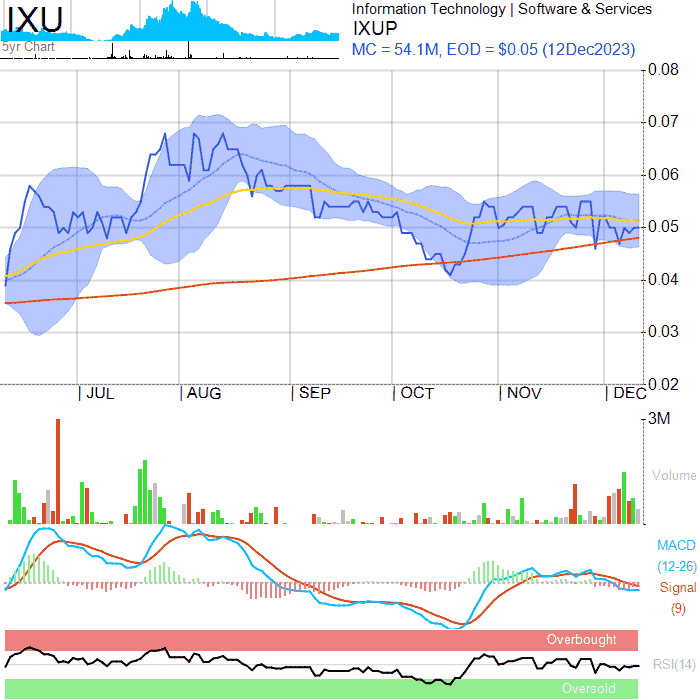 IXU
5yr Chart
Information Technology | Software & Services
IXUP
MC = 54.1M, EOD = $0.05 (12Dec2023)
0.08
0.07
0.06
0.05
0.04
0.03
0.02
| JUL
| AUG
| SEP
| OCT
| NOV
| DEC
3M
Volume
MACD
(12-26)
Signal
(9)
Overbought
RSI(14)
Oversold